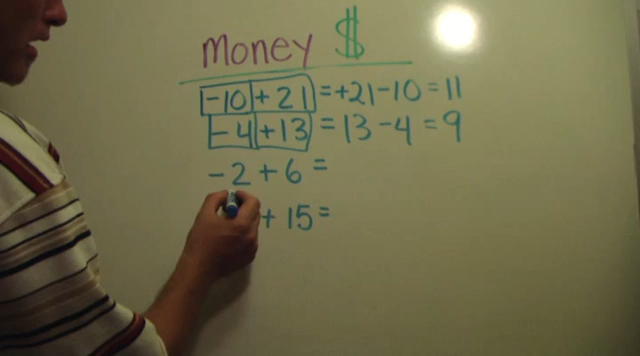 Money $
-10 + 21 = +21 - 10 = 11
-4 + 13 = 13 - 4 = 9
-2 + 6 =
+ 15 =